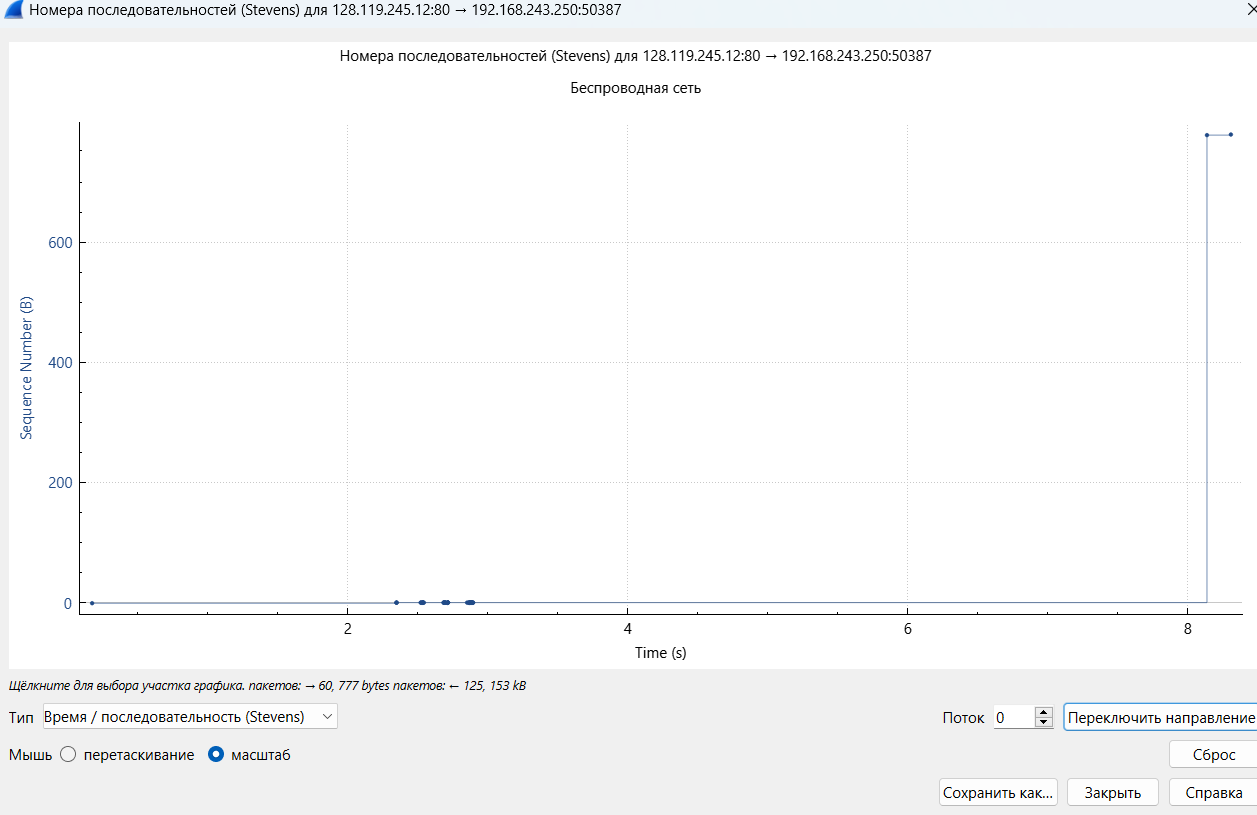 Номера последовательностей (Stevens) для 128.119.245.12:80 → 192.168.243.250:50387
Номера последовательностей (Stevens) для 128.119.245.12:80 → 192.168.243.250:50387
Беспроводная сеть
600
400
200
0
Sequence Number (B)
2 4 6 8
Time (s)
Щёлкните для выбора участка графика. пакетов: → 60, 777 bytes пакетов: ← 125, 153 kB
Тип Время / последовательность (Stevens) Поток 0 Переключить направление
Мышь перетаскивание масштаб
Сброс
Сохранить как... Закрыть Справка